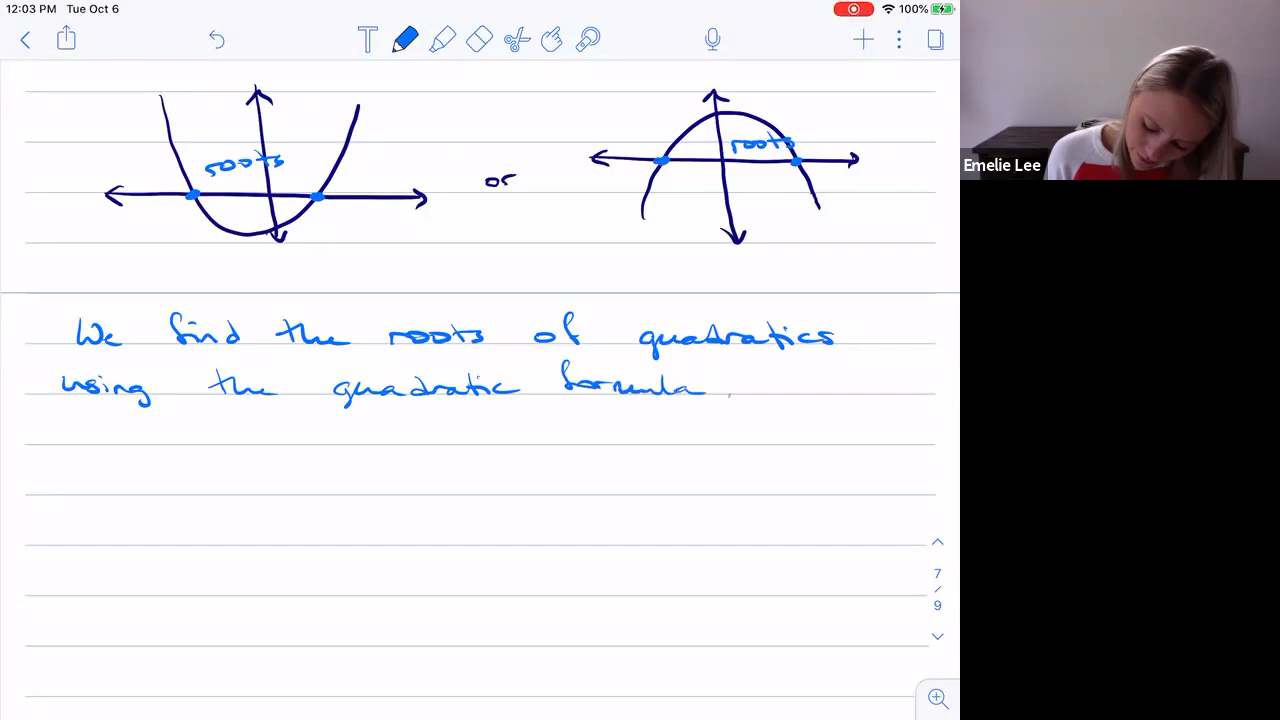 12:03 PM Tue Oct 6
100%
T
roots
or
roots
Emelie Lee
We find the roots of quadratics
using the quadratic formula
7
/
9